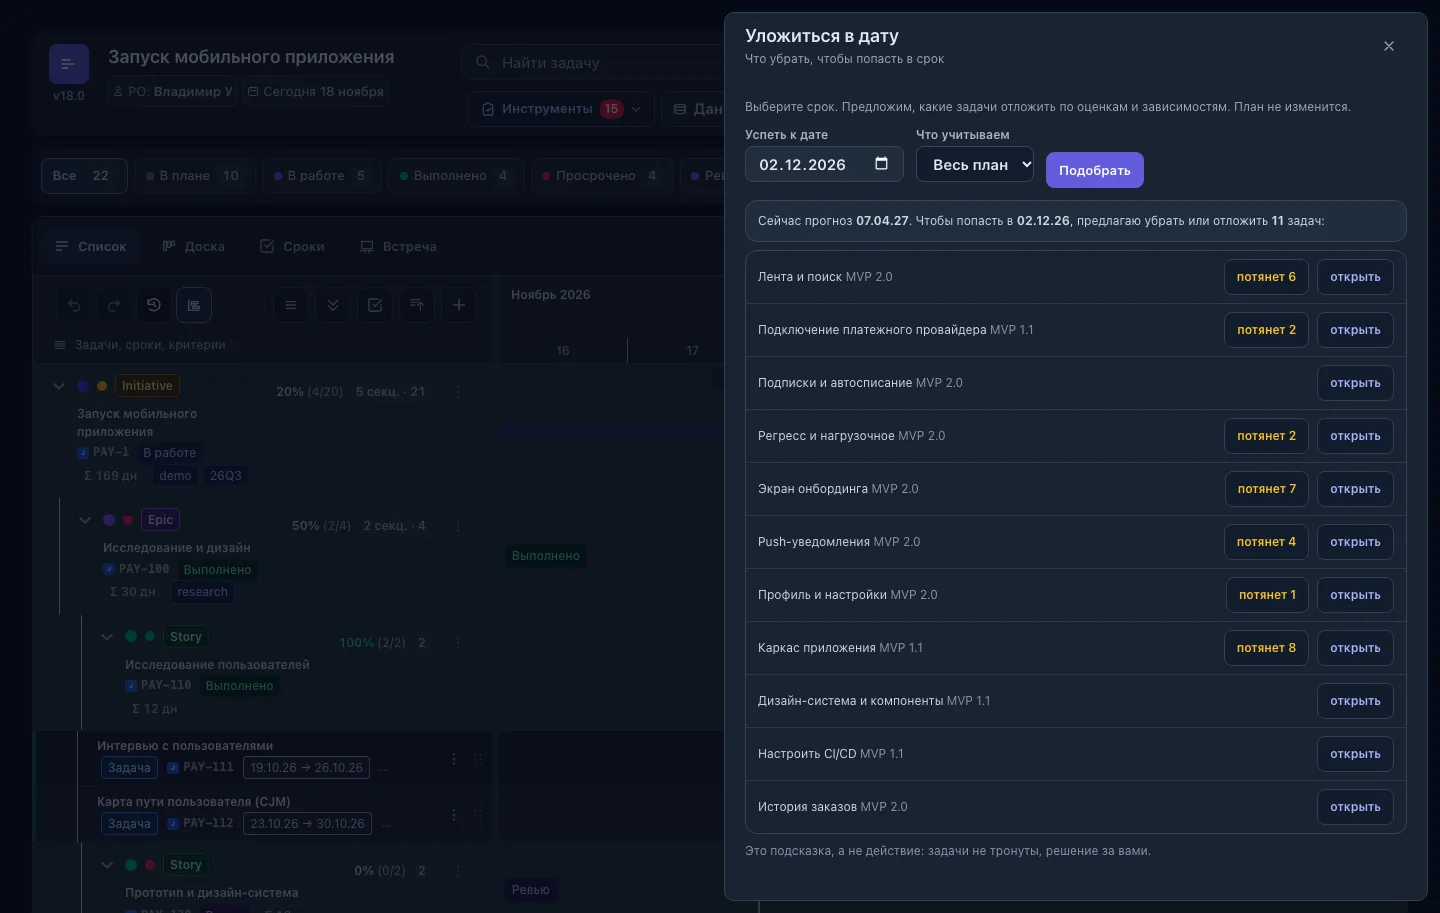 Запуск мобильного приложения
v18.0
PO: Владимир У
Сегодня 18 ноября
Найти задачу
Инструменты 15
Дан
Все 22
В плане 10
В работе 5
Выполнено 4
Просрочено 4
Рев
Список
Доска
Сроки
Встреча
Ноябрь 2026
Задачи, сроки, критерии
16
17
Initiative
20% (4/20) 5 секц. · 21
Запуск мобильного
приложения
PAY-1 В работе
Σ 169 дн demo 26Q3
Epic
50% (2/4) 2 секц. · 4
Исследование и дизайн
PAY-100 Выполнено
Σ 30 дн research
Выполнено
Story
100% (2/2) 2
Исследование пользователей
PAY-110 Выполнено
Σ 12 дн
Интервью с пользователями
Задача PAY-111 19.10.26 → 26.10.26 ...
Карта пути пользователя (CJM)
Задача PAY-112 23.10.26 → 30.10.26 ...
Story
0% (0/2) 2
Прототип и дизайн-система
Ревью
Уложиться в дату
Что убрать, чтобы попасть в срок
Выберите срок. Предложим, какие задачи отложить по оценкам и зависимостям. План не изменится.
Успеть к дате
Что учитываем
02.12.2026
Весь план
Подобрать
Сейчас прогноз 07.04.27. Чтобы попасть в 02.12.26, предлагаю убрать или отложить 11 задач:
Лента и поиск MVP 2.0 потянет 6 открыть
Подключение платежного провайдера MVP 1.1 потянет 2 открыть
Подписки и автосписание MVP 2.0 открыть
Регресс и нагрузочное MVP 2.0 потянет 2 открыть
Экран онбординга MVP 2.0 потянет 7 открыть
Push-уведомления MVP 2.0 потянет 4 открыть
Профиль и настройки MVP 2.0 потянет 1 открыть
Каркас приложения MVP 1.1 потянет 8 открыть
Дизайн-система и компоненты MVP 1.1 открыть
Настроить CI/CD MVP 1.1 открыть
История заказов MVP 2.0 открыть
Это подсказка, а не действие: задачи не тронуты, решение за вами.